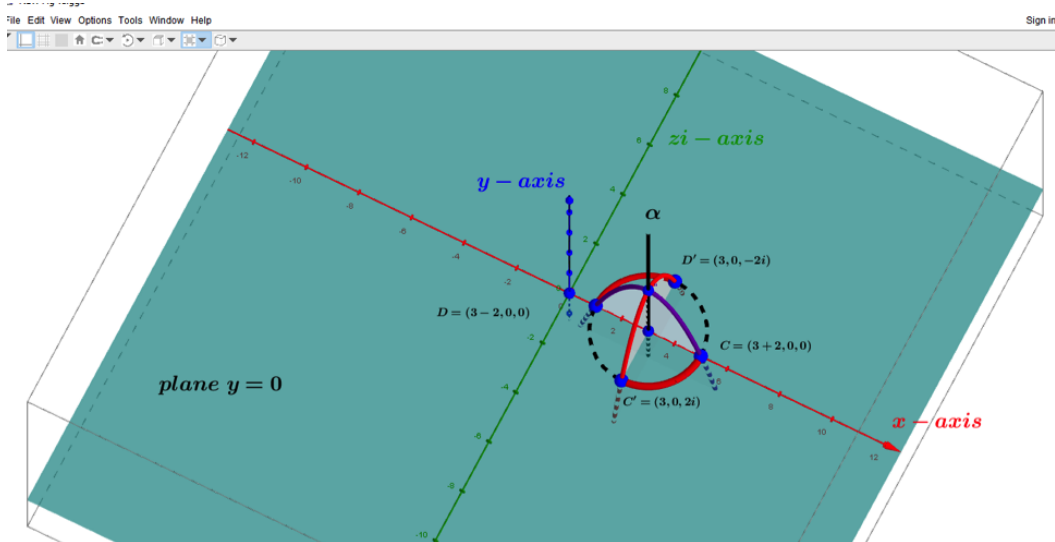 File Edit View Options Tools Window Help
Sign in
8
zi − axis
6
y − axis
-12
-10
4
-8
α
-6
2
-4
D′ = (3, 0, −2i)
-2
0
D = (3 − 2, 0, 0)
2
C = (3 + 2, 0, 0)
-2
4
6
plane y = 0
-4
C′ = (3, 0, 2i)
8
x − axis
10
-6
12
-8
-10